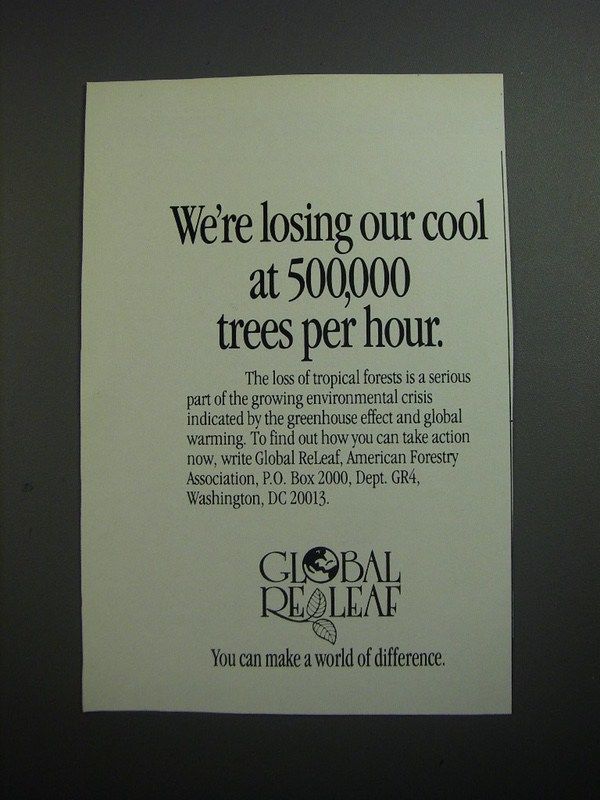 We're losing our cool
at 500,000
trees per hour.
The loss of tropical forests is a serious
part of the growing environmental crisis
indicated by the greenhouse effect and global
warming. To find out how you can take action
now, write Global ReLeaf, American Forestry
Association, P.O. Box 2000, Dept. GR4,
Washington, DC 20013.
GLOBAL
RELEAF
You can make a world of difference.